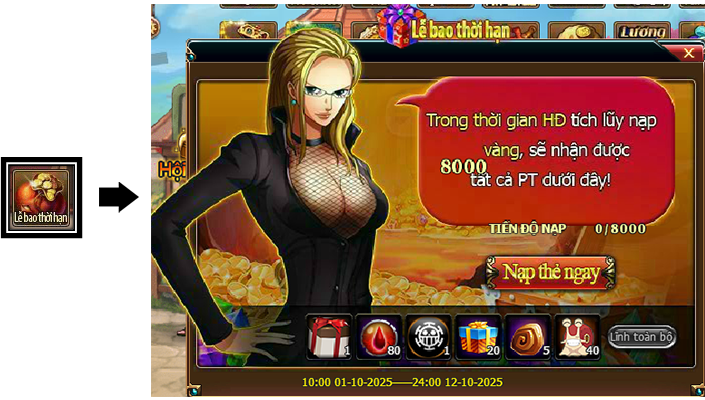 Lễ bao thời hạn
Lương
Lễ bao thời hạn
Trong thời gian HĐ tích lũy nạp
8000 vàng, sẽ nhận được
tất cả PT dưới đây!
Hội
TIẾN ĐỘ NẠP 0/8000
Nạp thẻ ngay
1 80 1 20 5 40
Lĩnh toàn bộ
10:00 01-10-2025——24:00 12-10-2025